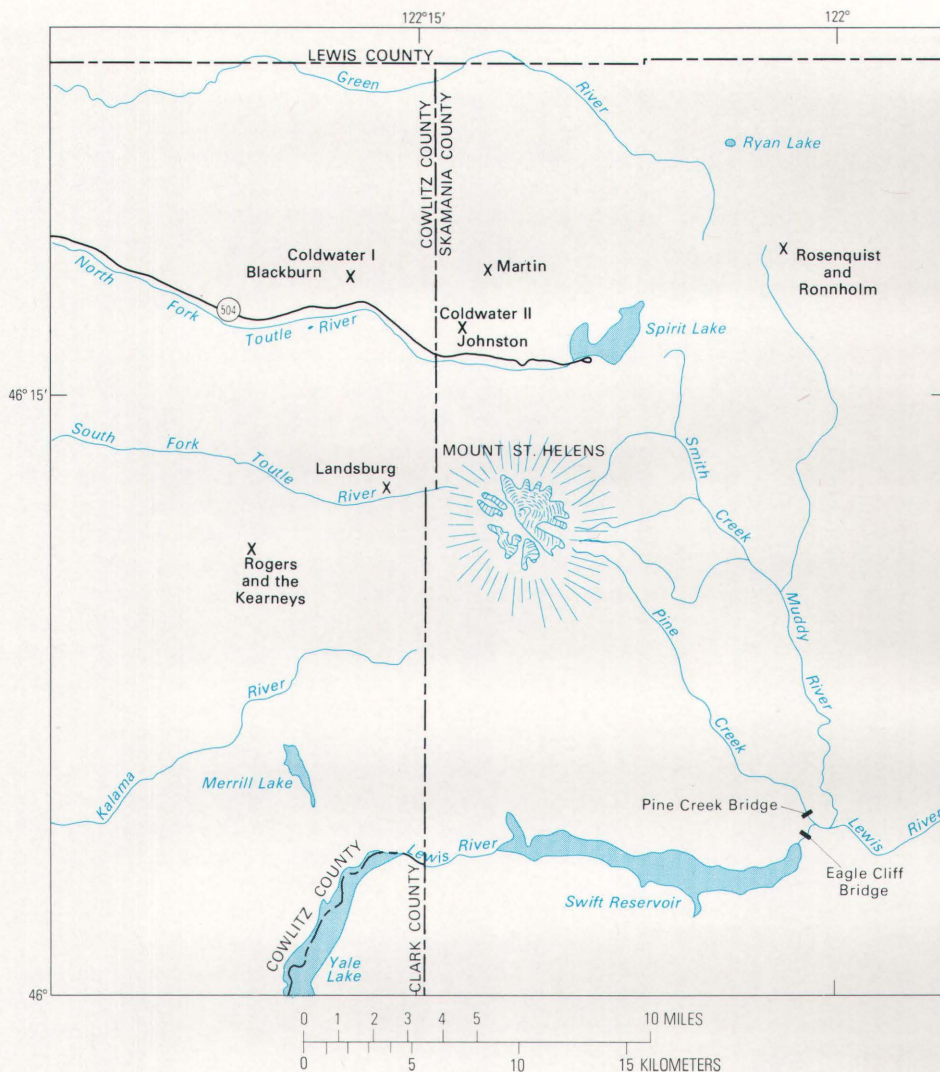 122°15′
122°
LEWIS COUNTY
Green
River
Ryan Lake
COWLITZ COUNTY
SKAMANIA COUNTY
Coldwater I
Blackburn
Martin
Rosenquist
and
Ronnholm
North
Fork
504
Toutle River
Coldwater II
Johnston
Spirit Lake
46°15′
South
Fork
Toutle
River
Landsburg
MOUNT ST. HELENS
Smith
Creek
Rogers
and the
Kearneys
Muddy
River
Pine
Creek
River
Kalama
Merrill Lake
Pine Creek Bridge
Lewis
River
Eagle Cliff
Bridge
Lewis River
Swift Reservoir
COWLITZ COUNTY
CLARK COUNTY
Yale
Lake
46°
0 1 2 3 4 5 10 MILES
0 5 10 15 KILOMETERS